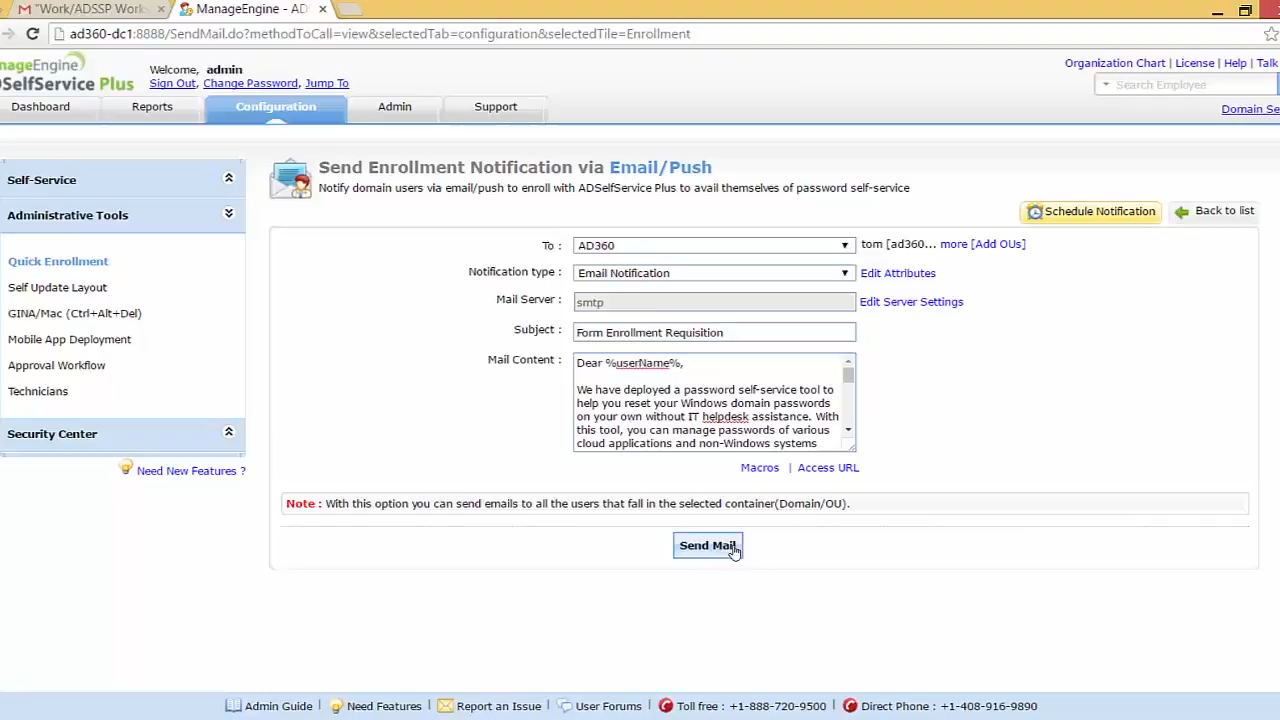 "Work/ADSSP Work
ManageEngine - AD
ad360-dc1:8888/SendMail.do?methodToCall=view&selectedTab=configuration&selectedTile=Enrollment
nageEngine
DSelfService Plus
Welcome, admin
Sign Out, Change Password, Jump To
Organization Chart | License | Help | Talk
Search Employee
Dashboard
Reports
Configuration
Admin
Support
Domain Se
Self-Service
Administrative Tools
Quick Enrollment
Self Update Layout
GINA/Mac (Ctrl+Alt+Del)
Mobile App Deployment
Approval Workflow
Technicians
Security Center
Need New Features ?
Send Enrollment Notification via Email/Push
Notify domain users via email/push to enroll with ADSelfService Plus to avail themselves of password self-service
Schedule Notification
Back to list
To : AD360 tom [ad360... more [Add OUs]
Notification type : Email Notification Edit Attributes
Mail Server : smtp Edit Server Settings
Subject : Form Enrollment Requisition
Mail Content : Dear %userName%,
We have deployed a password self-service tool to
help you reset your Windows domain passwords
on your own without IT helpdesk assistance. With
this tool, you can manage passwords of various
cloud applications and non-Windows systems
Macros | Access URL
Note : With this option you can send emails to all the users that fall in the selected container(Domain/OU).
Send Mail
Admin Guide | Need Features | Report an Issue | User Forums | Toll free : +1-888-720-9500 | Direct Phone : +1-408-916-9890